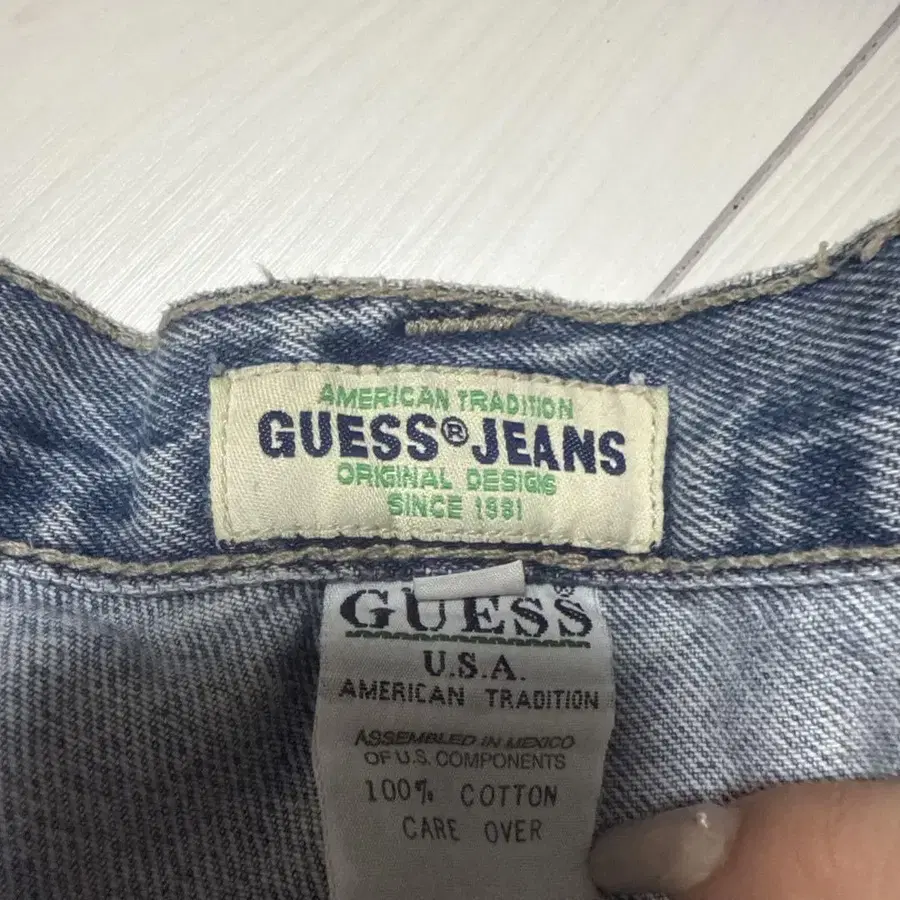 AMERICAN TRADITION
GUESS® JEANS
ORIGINAL DESIGS
SINCE 1981
GUESS®
U.S.A.
AMERICAN TRADITION
ASSEMBLED IN MEXICO
OF U.S. COMPONENTS
100% COTTON
CARE OVER